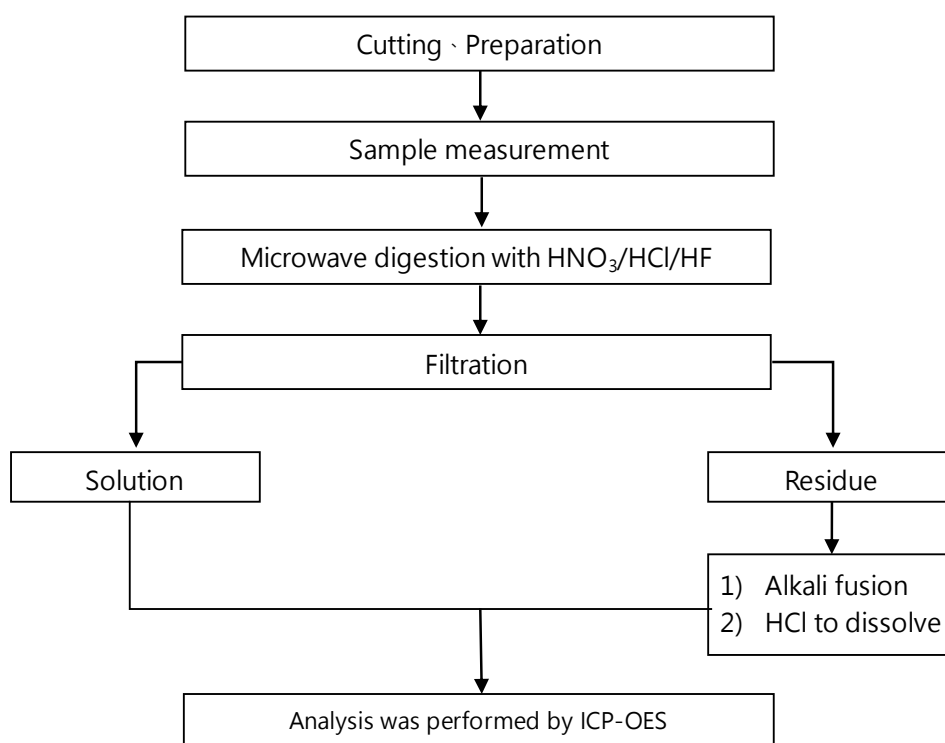 Cutting、Preparation
Sample measurement
Microwave digestion with HNO₃/HCl/HF
Filtration
Solution
Residue
1) Alkali fusion
2) HCl to dissolve
Analysis was performed by ICP-OES